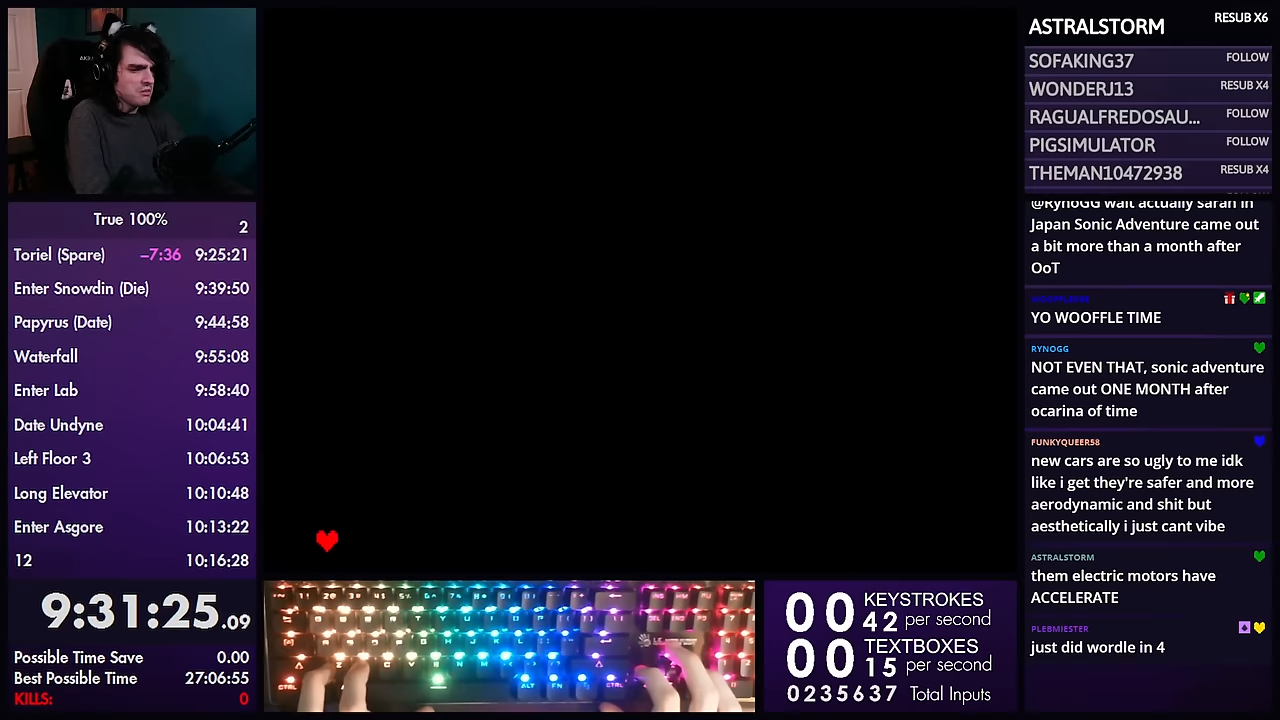 True 100%
2
Toriel (Spare) −7:36 9:25:21
Enter Snowdin (Die) 9:39:50
Papyrus (Date) 9:44:58
Waterfall 9:55:08
Enter Lab 9:58:40
Date Undyne 10:04:41
Left Floor 3 10:06:53
Long Elevator 10:10:48
Enter Asgore 10:13:22
12 10:16:28
9:31:25.09
Possible Time Save 0.00
Best Possible Time 27:06:55
KILLS: 0
00 42 KEYSTROKES per second
00 15 TEXTBOXES per second
0235637 Total Inputs
ASTRALSTORM RESUB X6
SOFAKING37 FOLLOW
WONDERJ13 RESUB X4
RAGUALFREDOSAU... FOLLOW
PIGSIMULATOR FOLLOW
THEMAN10472938 RESUB X4
@RynoGG wait actually saran in
Japan Sonic Adventure came out
a bit more than a month after
OoT
YO WOOFFLE TIME
RYNOGG
NOT EVEN THAT, sonic adventure
came out ONE MONTH after
ocarina of time
FUNKYQUEER58
new cars are so ugly to me idk
like i get they're safer and more
aerodynamic and shit but
aesthetically i just cant vibe
ASTRALSTORM
them electric motors have
ACCELERATE
PLEBMIESTER
just did wordle in 4